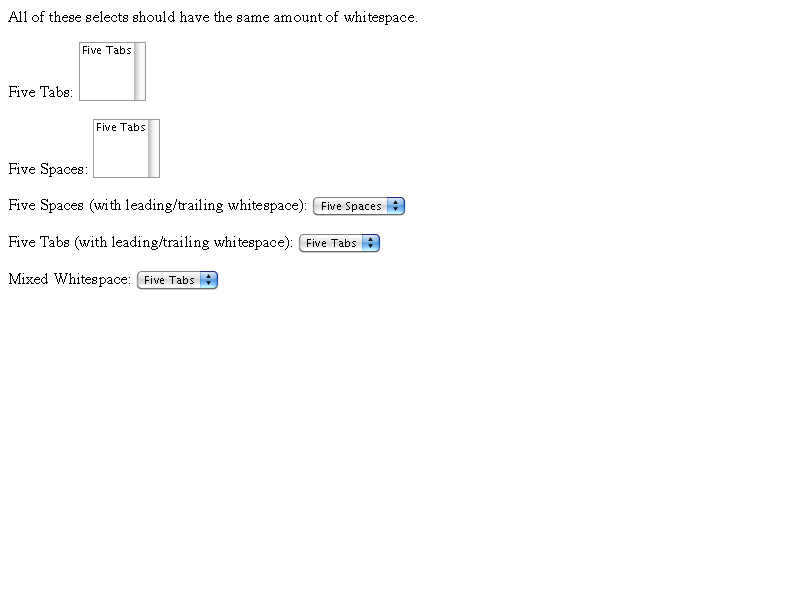 All of these selects should have the same amount of whitespace.
Five Tabs
Five Tabs:
Five Tabs
Five Spaces:
Five Spaces (with leading/trailing whitespace): Five Spaces
Five Tabs (with leading/trailing whitespace): Five Tabs
Mixed Whitespace: Five Tabs